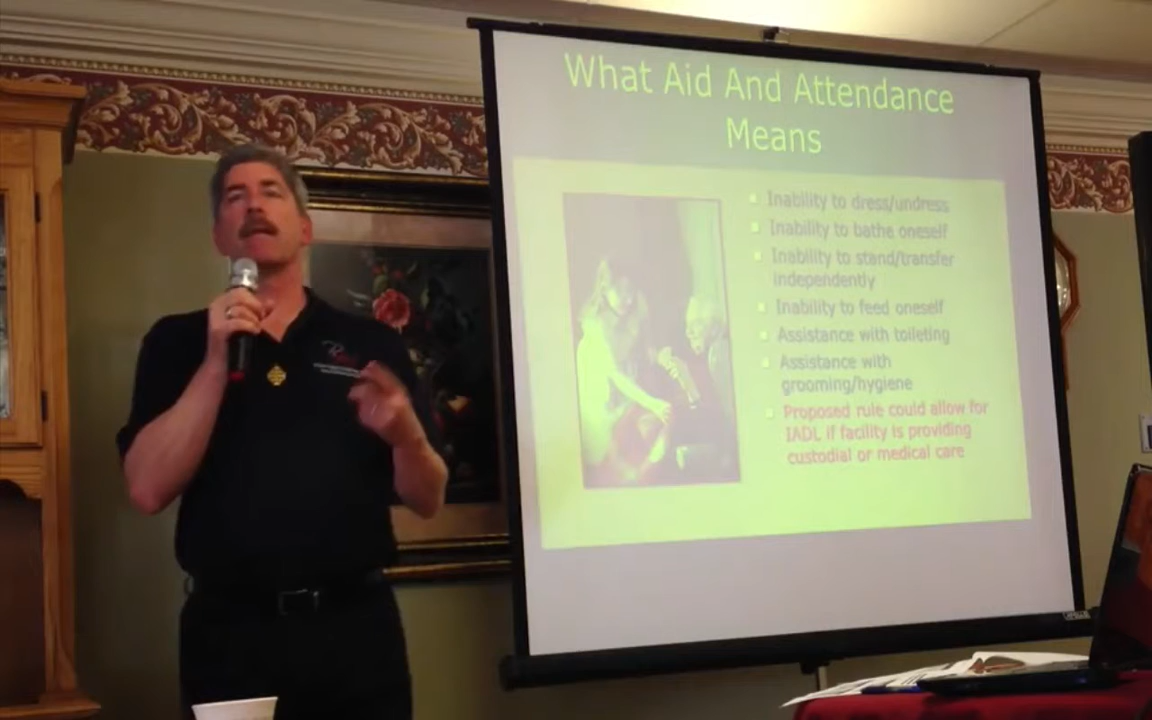 What Aid And Attendance
Means
Inability to dress/undress
Inability to bathe oneself
Inability to stand/transfer
independently
Inability to feed oneself
Assistance with toileting
Assistance with
grooming/hygiene
Proposed rule could allow for
IADL if facility is providing
custodial or medical care